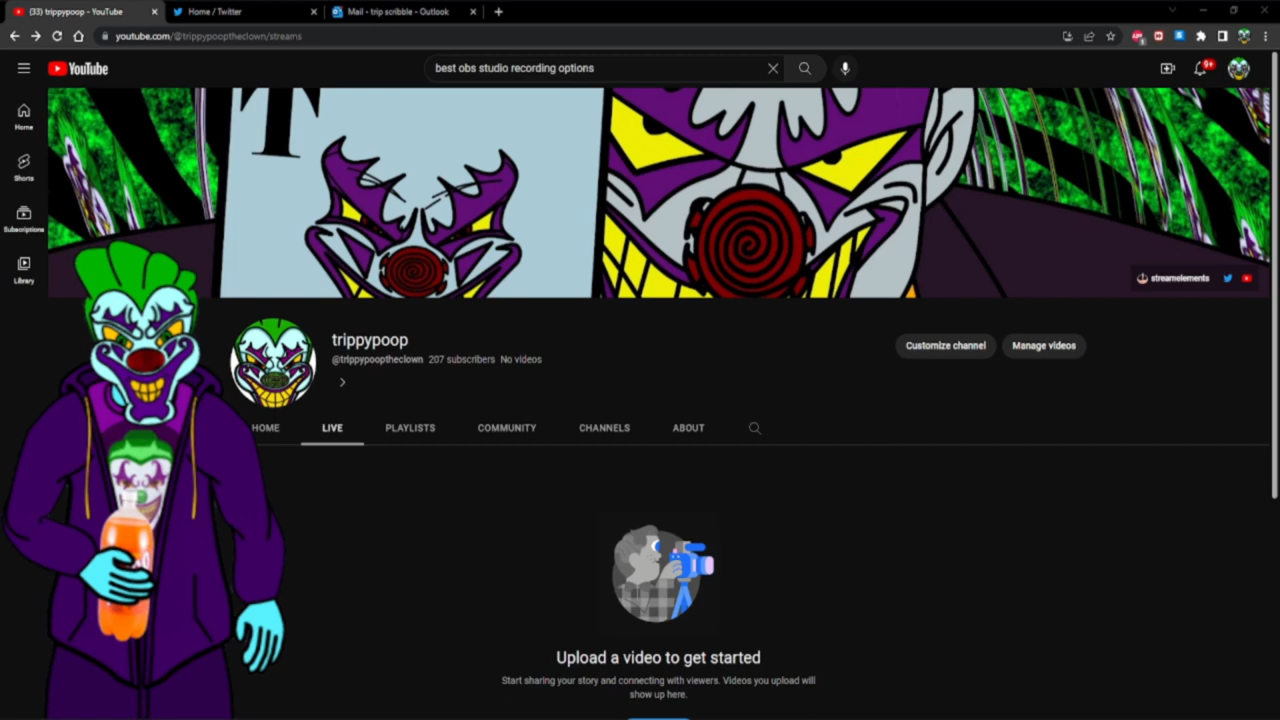 (33) trippypoop - YouTube
Home / Twitter
Mail - trip scribble - Outlook
youtube.com/@trippypooptheclown/streams
YouTube
best obs studio recording options
9+
Home
Shorts
Subscriptions
Library
T
streamelements
trippypoop
@trippypooptheclown 207 subscribers No videos
Customize channel
Manage videos
HOME
LIVE
PLAYLISTS
COMMUNITY
CHANNELS
ABOUT
Upload a video to get started
Start sharing your story and connecting with viewers. Videos you upload will
show up here.